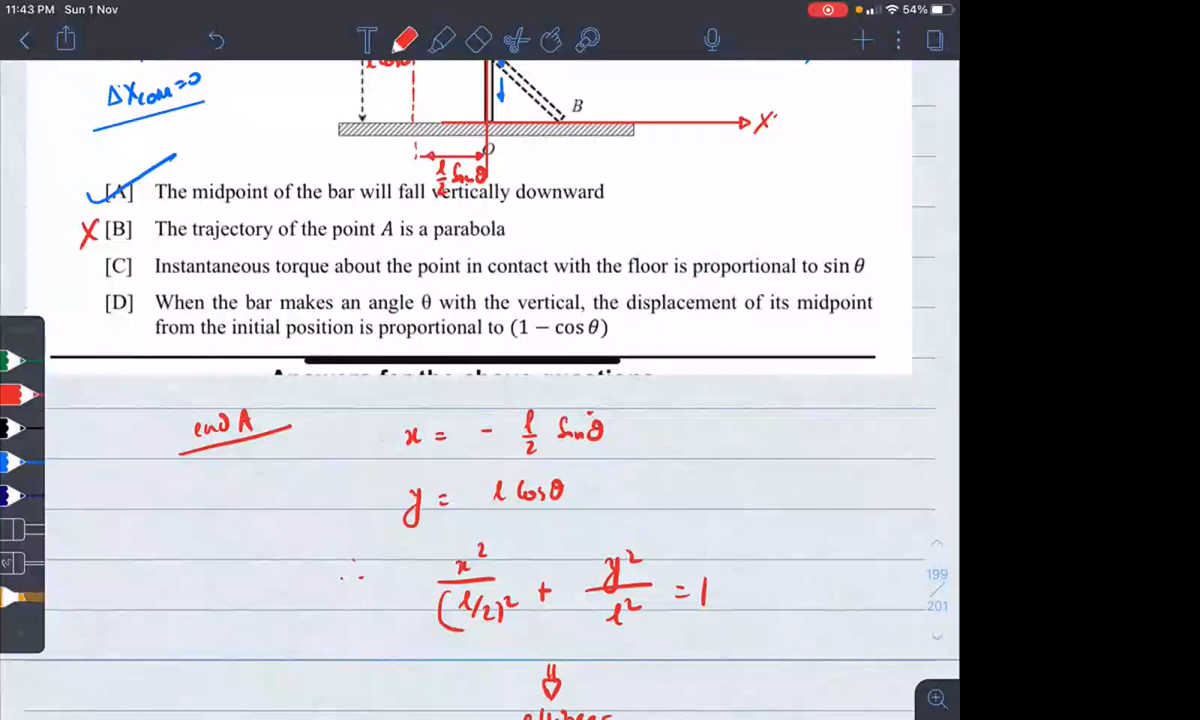 11:43 PM Sun 1 Nov
54%
ΔXcom = 0
B
X
O
l/2 Sinθ
[A] The midpoint of the bar will fall vertically downward
X [B] The trajectory of the point A is a parabola
[C] Instantaneous torque about the point in contact with the floor is proportional to sin θ
[D] When the bar makes an angle θ with the vertical, the displacement of its midpoint
from the initial position is proportional to (1 − cos θ)
end A
x = - l/2 Sinθ
y = l Cosθ
∴ x²/(l/2)² + y²/l² = 1
199
/
201